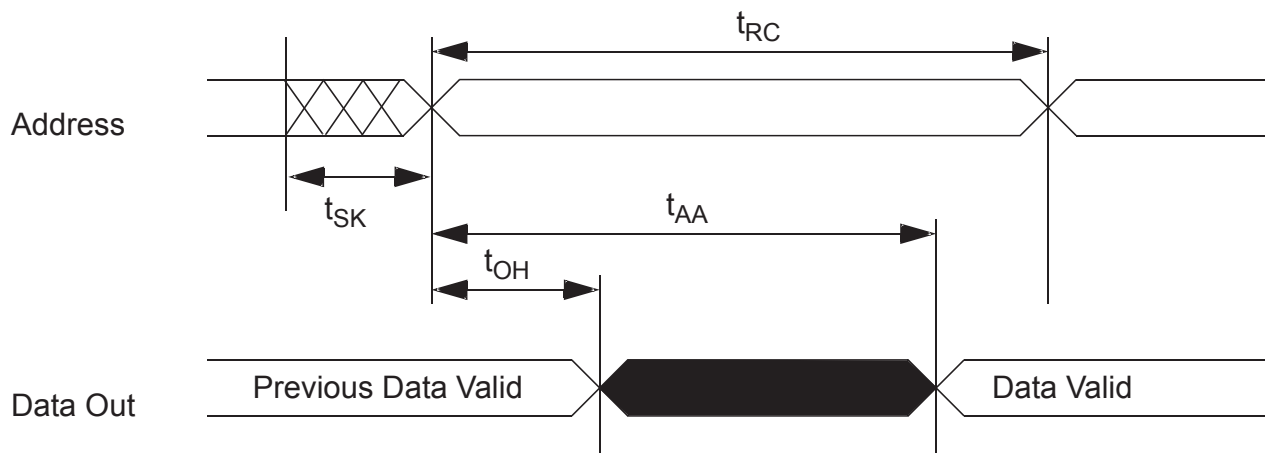 tRC
Address
tSK
tAA
tOH
Previous Data Valid
Data Valid
Data Out